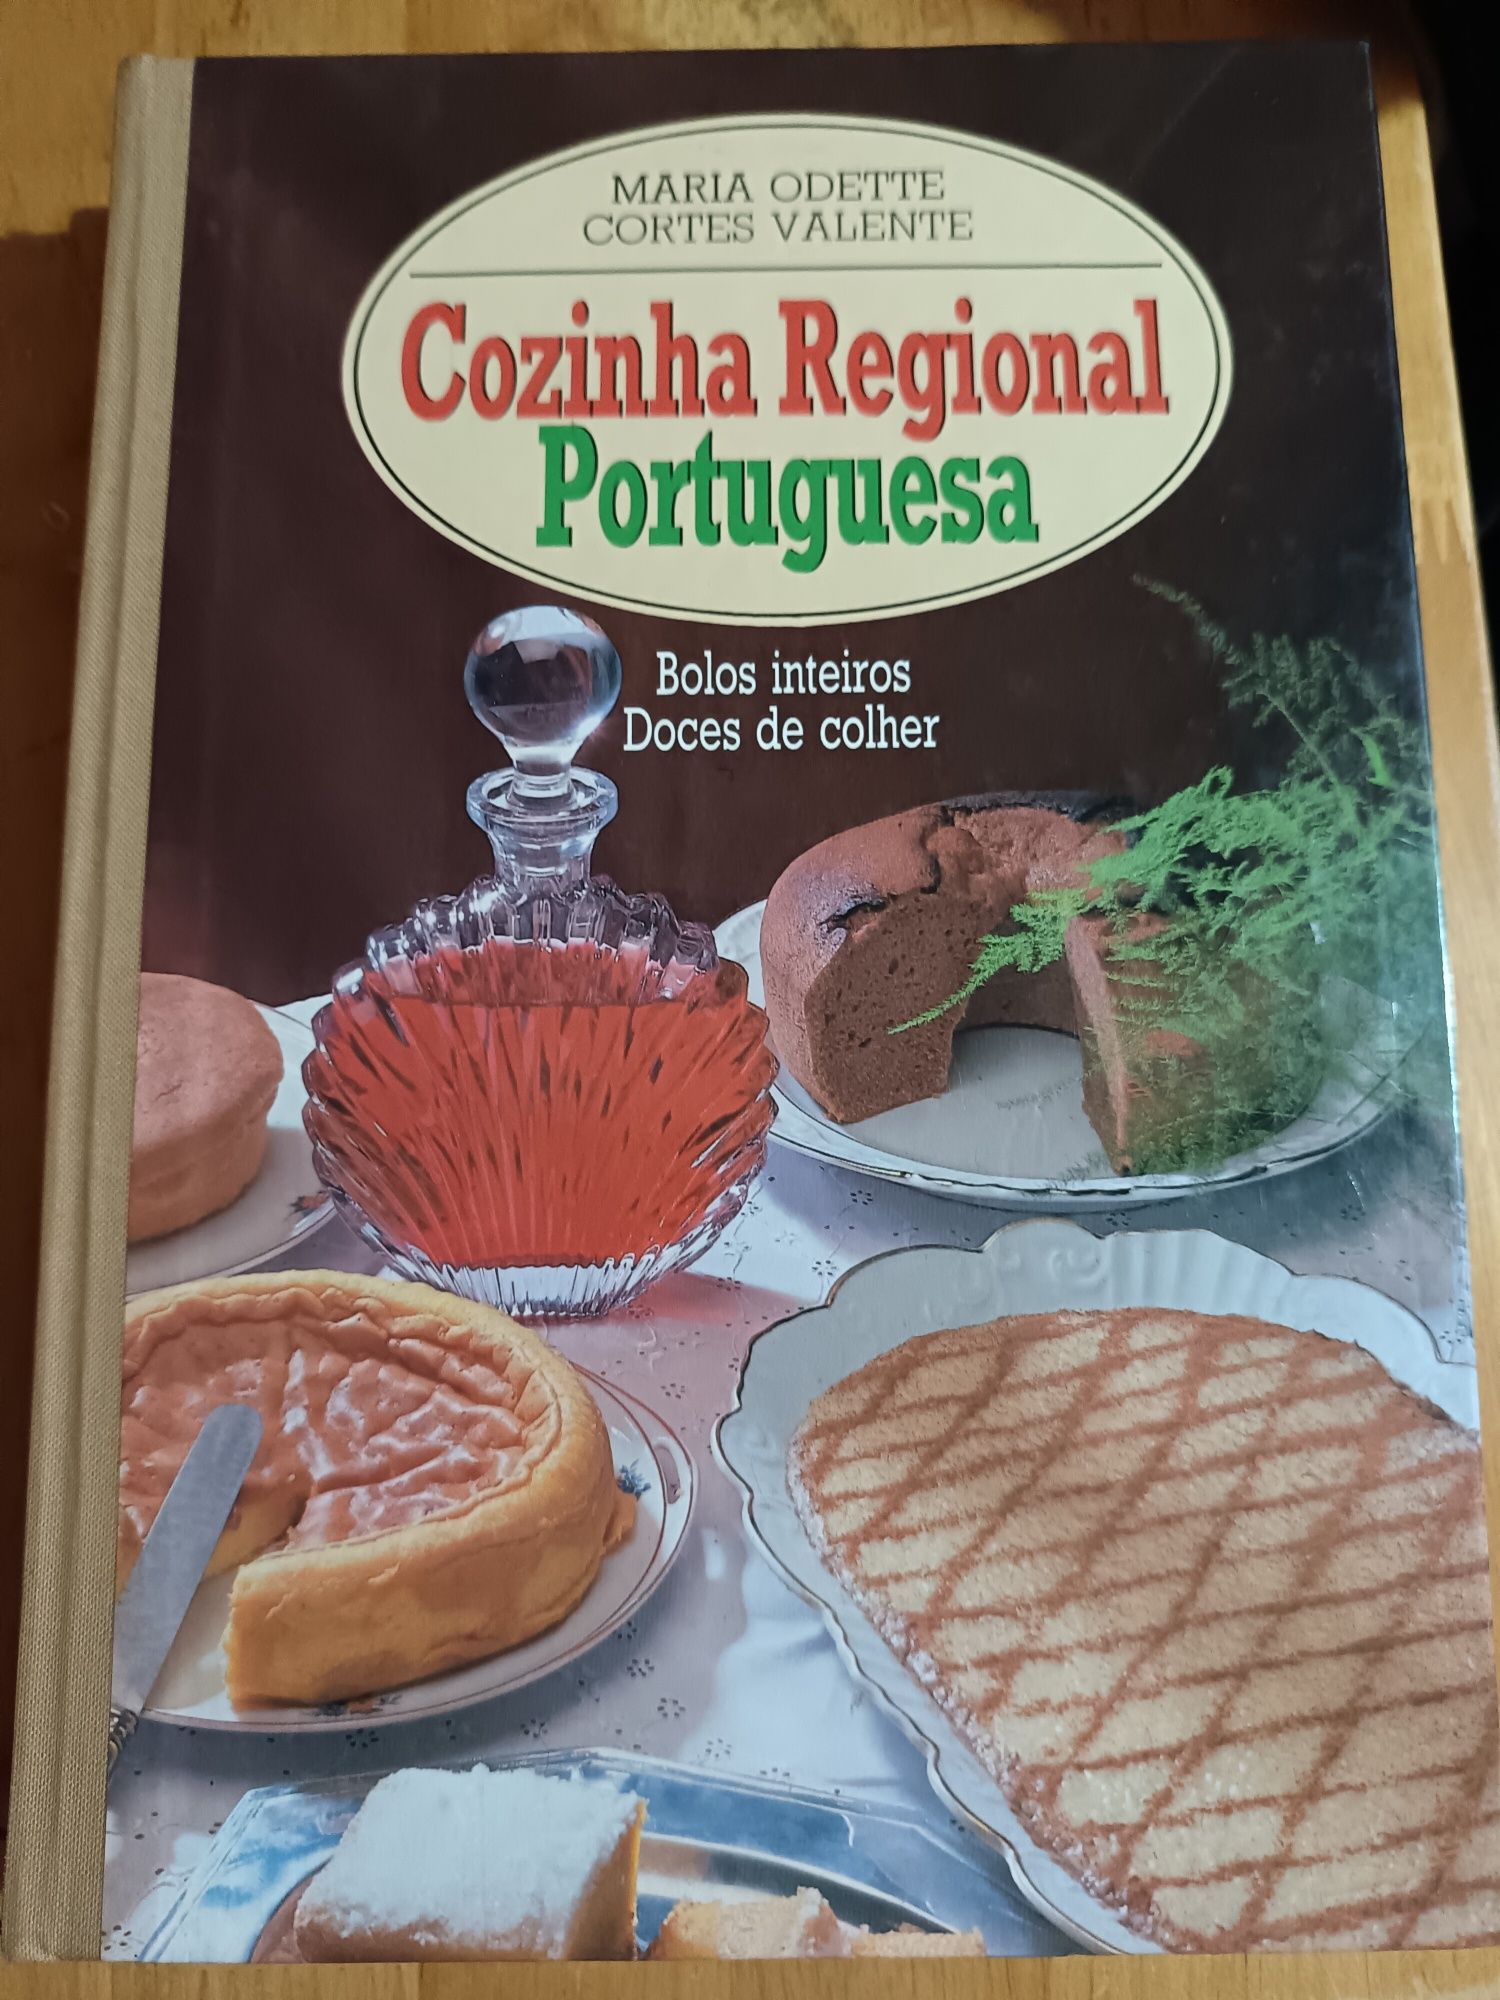 MARIA ODETTE
CORTES VALENTE
Cozinha Regional
Portuguesa
Bolos inteiros
Doces de colher